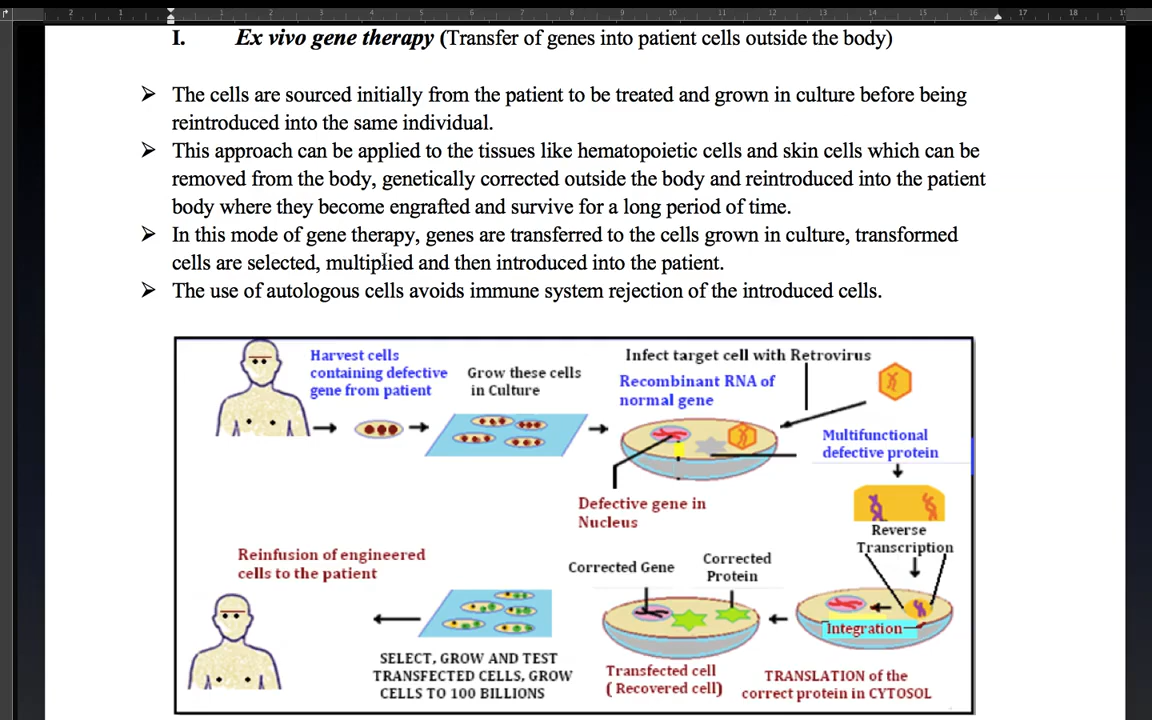 I. Ex vivo gene therapy (Transfer of genes into patient cells outside the body)
➢ The cells are sourced initially from the patient to be treated and grown in culture before being
reintroduced into the same individual.
➢ This approach can be applied to the tissues like hematopoietic cells and skin cells which can be
removed from the body, genetically corrected outside the body and reintroduced into the patient
body where they become engrafted and survive for a long period of time.
➢ In this mode of gene therapy, genes are transferred to the cells grown in culture, transformed
cells are selected, multiplied and then introduced into the patient.
➢ The use of autologous cells avoids immune system rejection of the introduced cells.
Harvest cells
containing defective
gene from patient
Grow these cells
in Culture
Infect target cell with Retrovirus
Recombinant RNA of
normal gene
Multifunctional
defective protein
Defective gene in
Nucleus
Reverse
Transcription
Reinfusion of engineered
cells to the patient
Corrected Gene
Corrected
Protein
Integration
SELECT, GROW AND TEST
TRANSFECTED CELLS, GROW
CELLS TO 100 BILLIONS
Transfected cell
( Recovered cell)
TRANSLATION of the
correct protein in CYTOSOL